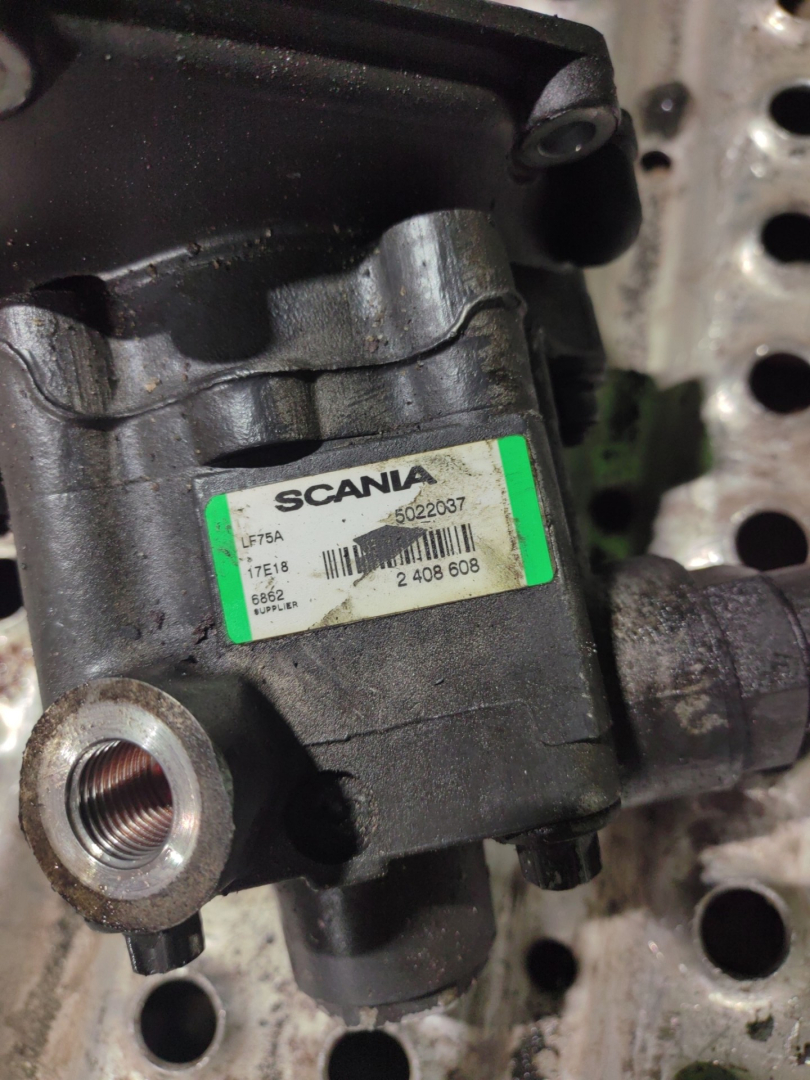 SCANIA
LF75A 5022037
17E18
6862 2 408 608
SUPPLIER